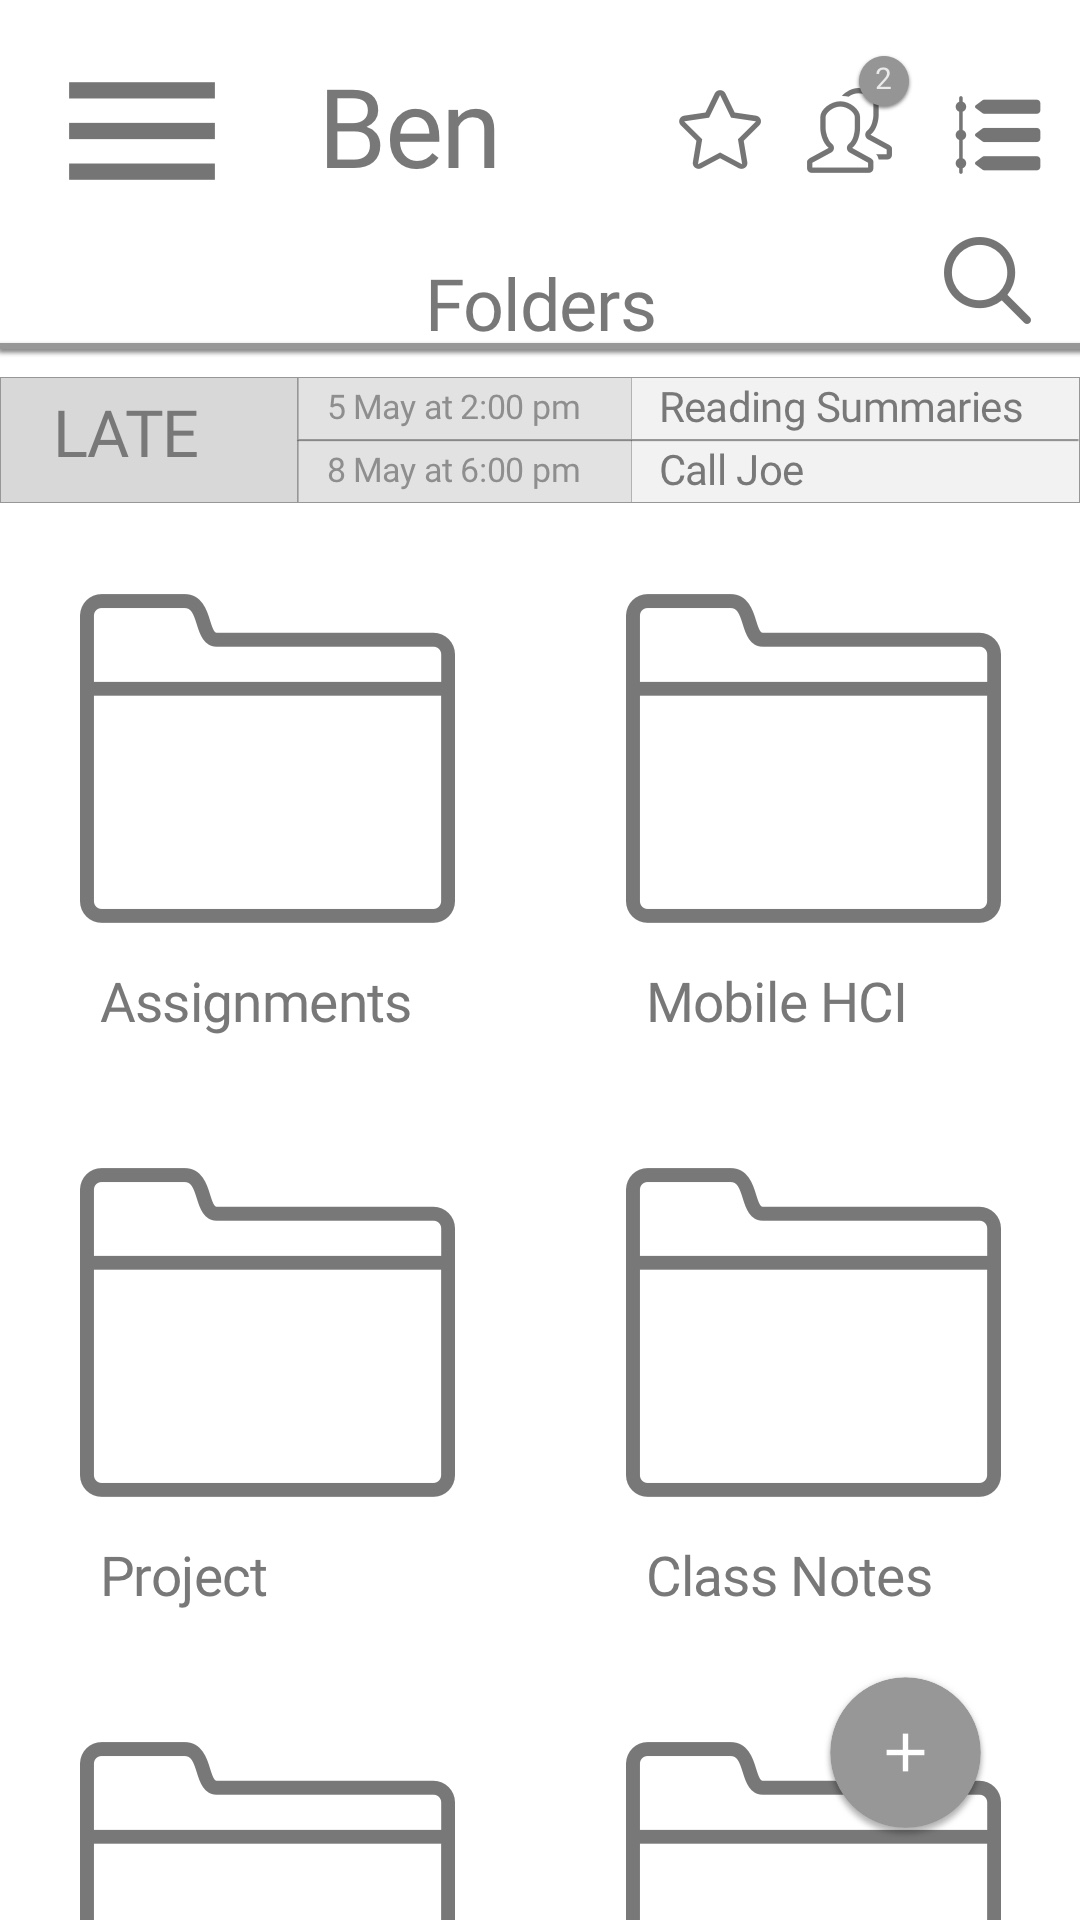 Ben
2
Folders
LATE
5 May at 2:00 pm
Reading Summaries
8 May at 6:00 pm
Call Joe
Assignments
Mobile HCI
Project
Class Notes
+